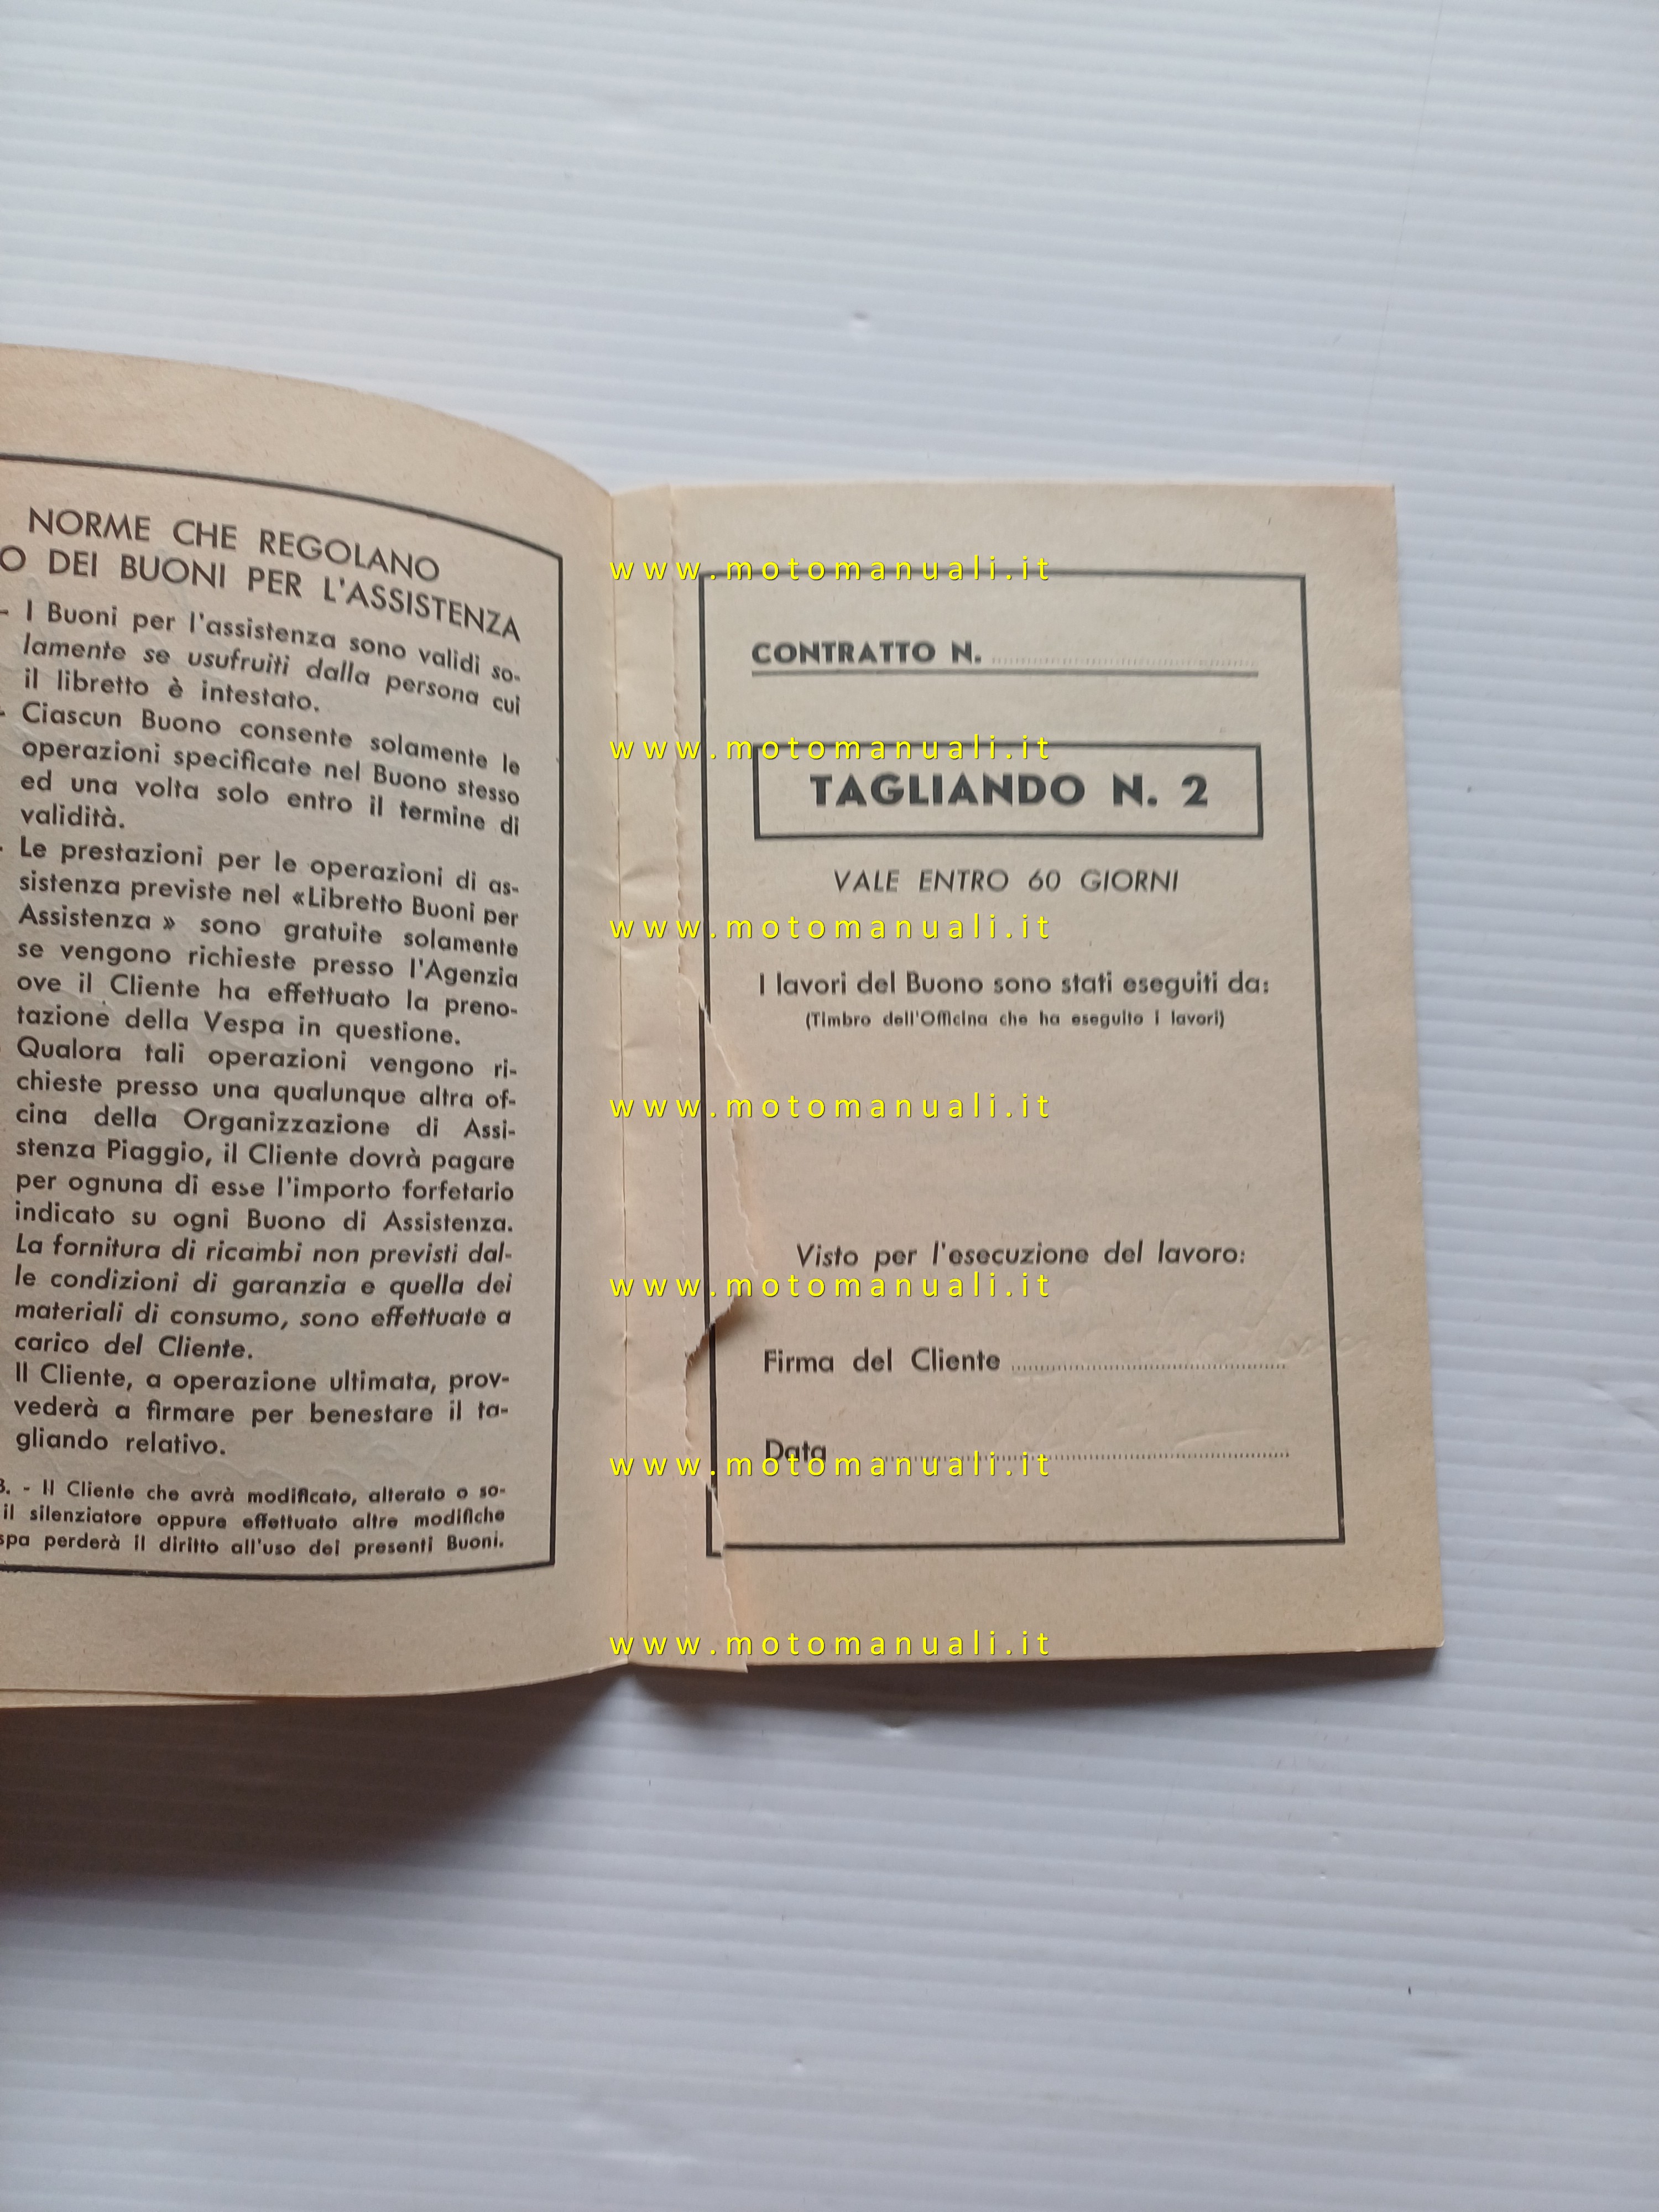 NORME CHE REGOLANO
O DEI BUONI PER L'ASSISTENZA
- I Buoni per l'assistenza sono validi so-
lamente se usufruiti dalla persona cui
il libretto è intestato.
- Ciascun Buono consente solamente le
operazioni specificate nel Buono stesso
ed una volta solo entro il termine di
validità.
- Le prestazioni per le operazioni di as-
sistenza previste nel «Libretto Buoni per
Assistenza» sono gratuite solamente
se vengono richieste presso l'Agenzia
ove il Cliente ha effettuato la preno-
tazione della Vespa in questione.
Qualora tali operazioni vengono ri-
chieste presso una qualunque altra of-
cina della Organizzazione di Assi-
stenza Piaggio, il Cliente dovrà pagare
per ognuna di esse l'importo forfetario
indicato su ogni Buono di Assistenza.
La fornitura di ricambi non previsti dal-
le condizioni di garanzia e quella dei
materiali di consumo, sono effettuate a
carico del Cliente.
Il Cliente, a operazione ultimata, prov-
vederà a firmare per benestare il ta-
gliando relativo.
B. - Il Cliente che avrà modificato, alterato o so-
il silenziatore oppure effettuato altre modifiche
spa perderà il diritto all'uso dei presenti Buoni.
www.motomanuali.it
CONTRATTO N.
www.motomanuali.it
TAGLIANDO N. 2
VALE ENTRO 60 GIORNI
www.motomanuali.it
I lavori del Buono sono stati eseguiti da:
(Timbro dell'Officina che ha eseguito i lavori)
www.motomanuali.it
Visto per l'esecuzione del lavoro:
www.motomanuali.it
Firma del Cliente
Data
www.motomanuali.it
www.motomanuali.it